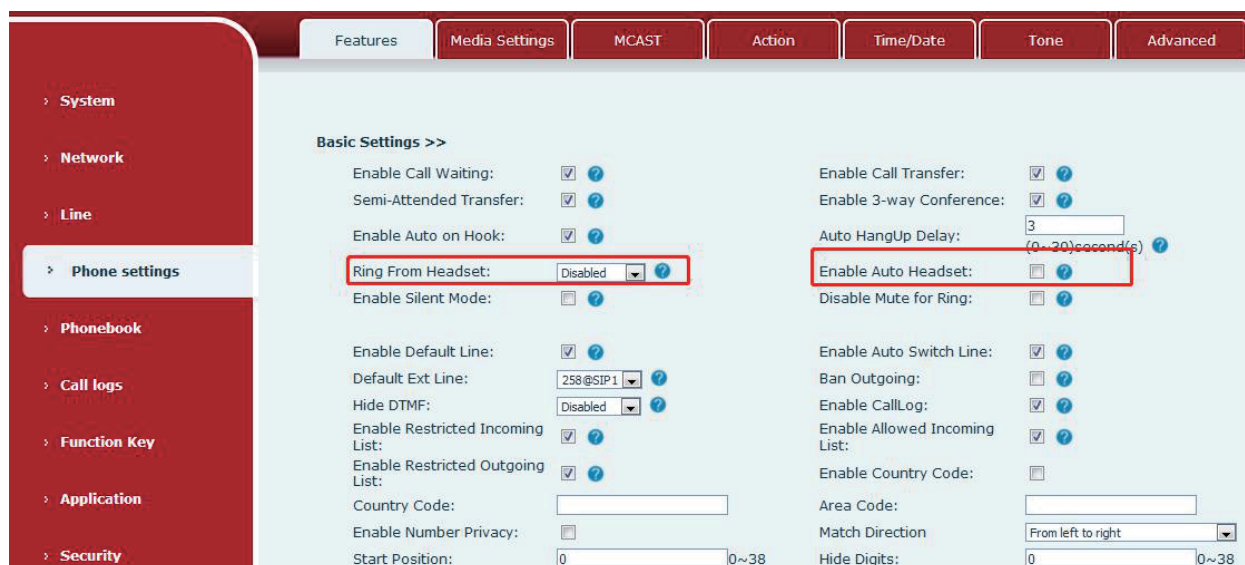 Features Media Settings MCAST Action Time/Date Tone Advanced
› System
› Network
› Line
› Phone settings
› Phonebook
› Call logs
› Function Key
› Application
› Security
Basic Settings >>
Enable Call Waiting: Enable Call Transfer:
Semi-Attended Transfer: Enable 3-way Conference:
Enable Auto on Hook: Auto HangUp Delay: 3
(0~30)second(s)
Ring From Headset: Disabled Enable Auto Headset:
Enable Silent Mode: Disable Mute for Ring:
Enable Default Line: Enable Auto Switch Line:
Default Ext Line: 258@SIP1 Ban Outgoing:
Hide DTMF: Disabled Enable CallLog:
Enable Restricted Incoming List: Enable Allowed Incoming List:
Enable Restricted Outgoing List: Enable Country Code:
Country Code: Area Code:
Enable Number Privacy: Match Direction From left to right
Start Position: 0 0~38 Hide Digits: 0 0~38